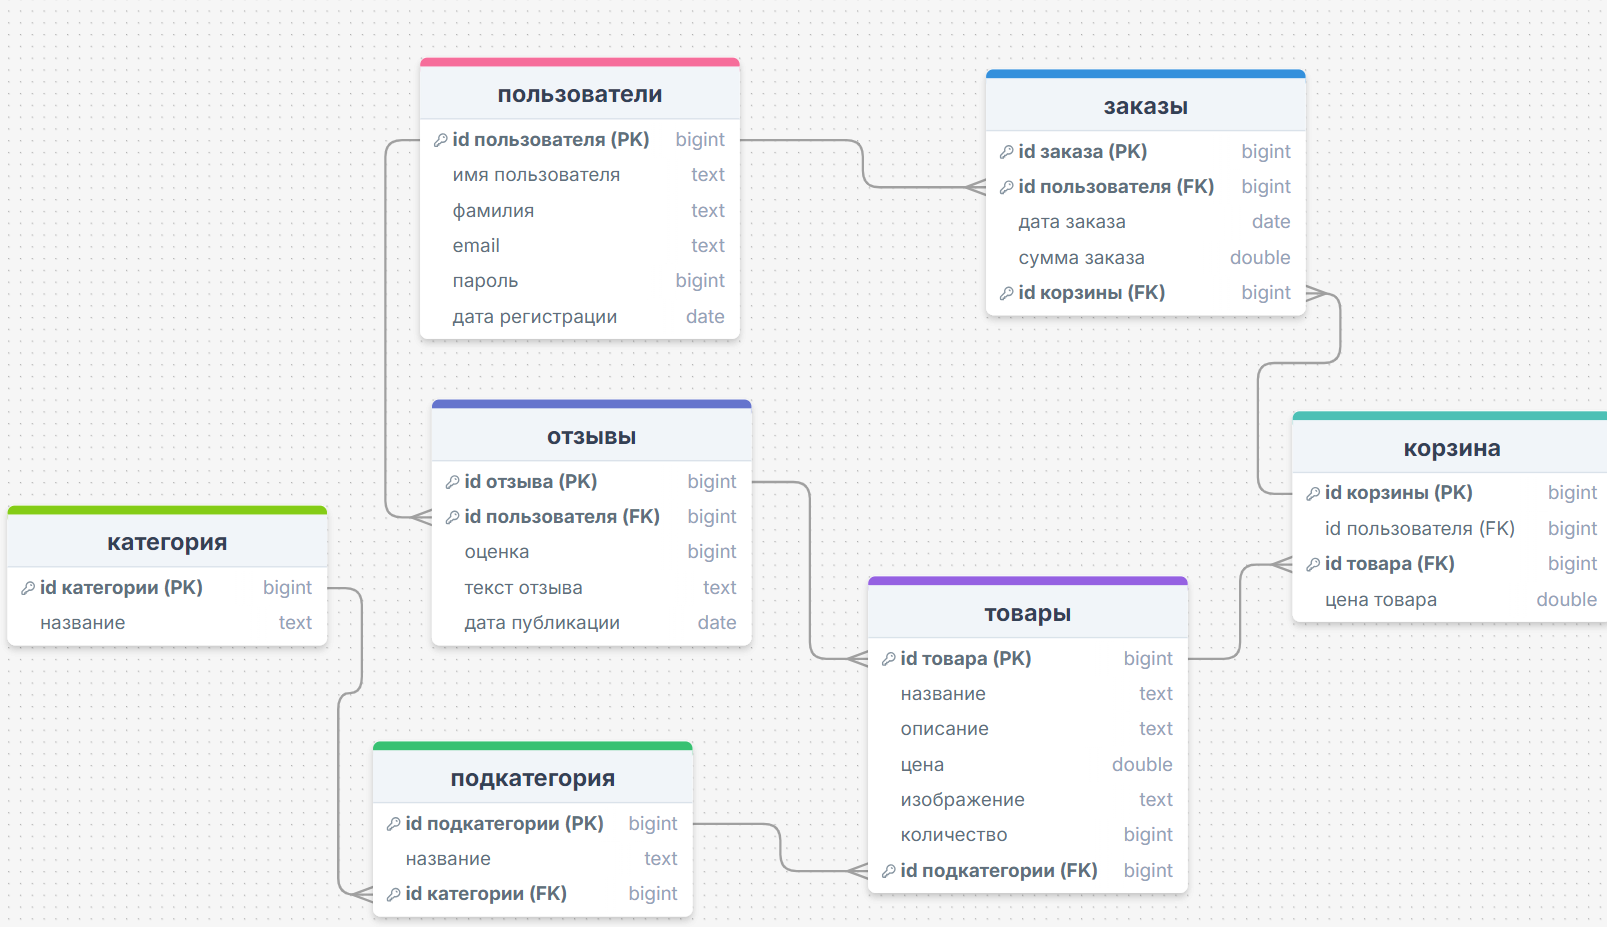 пользователи
id пользователя (PK) bigint
имя пользователя text
фамилия text
email text
пароль bigint
дата регистрации date
заказы
id заказа (PK) bigint
id пользователя (FK) bigint
дата заказа date
сумма заказа double
id корзины (FK) bigint
отзывы
id отзыва (PK) bigint
id пользователя (FK) bigint
оценка bigint
текст отзыва text
дата публикации date
корзина
id корзины (PK) bigint
id пользователя (FK) bigint
id товара (FK) bigint
цена товара double
категория
id категории (PK) bigint
название text
товары
id товара (PK) bigint
название text
описание text
цена double
изображение text
количество bigint
id подкатегории (FK) bigint
подкатегория
id подкатегории (PK) bigint
название text
id категории (FK) bigint